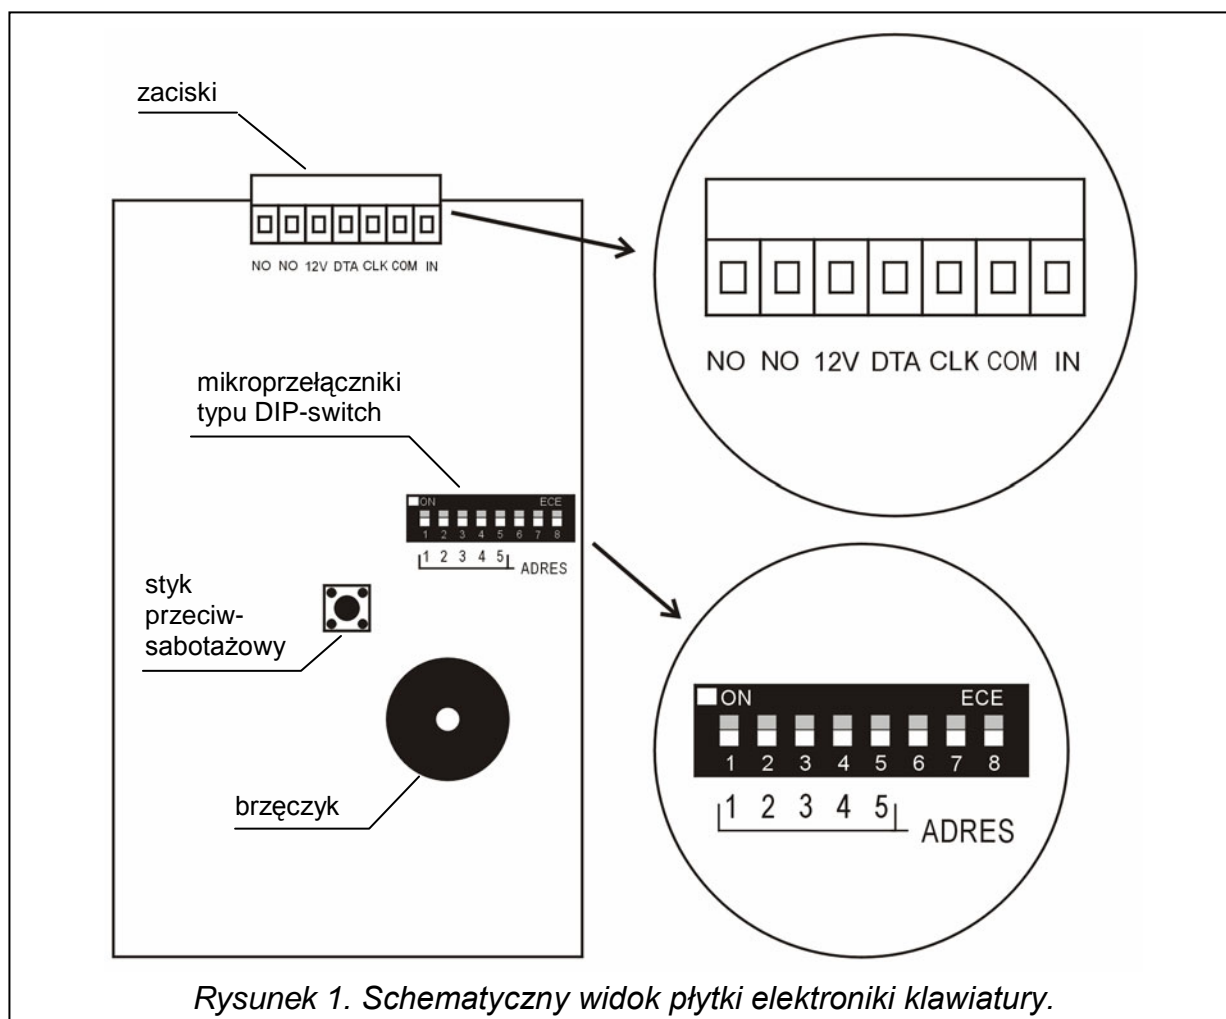 zaciski
NO NO 12V DTA CLK COM IN
NO NO 12V DTA CLK COM IN
mikroprzełączniki
typu DIP-switch
ON ECE
1 2 3 4 5 6 7 8
1 2 3 4 5 ADRES
styk
przeciw-
sabotażowy
ON ECE
1 2 3 4 5 6 7 8
1 2 3 4 5 ADRES
brzęczyk
Rysunek 1. Schematyczny widok płytki elektroniki klawiatury.